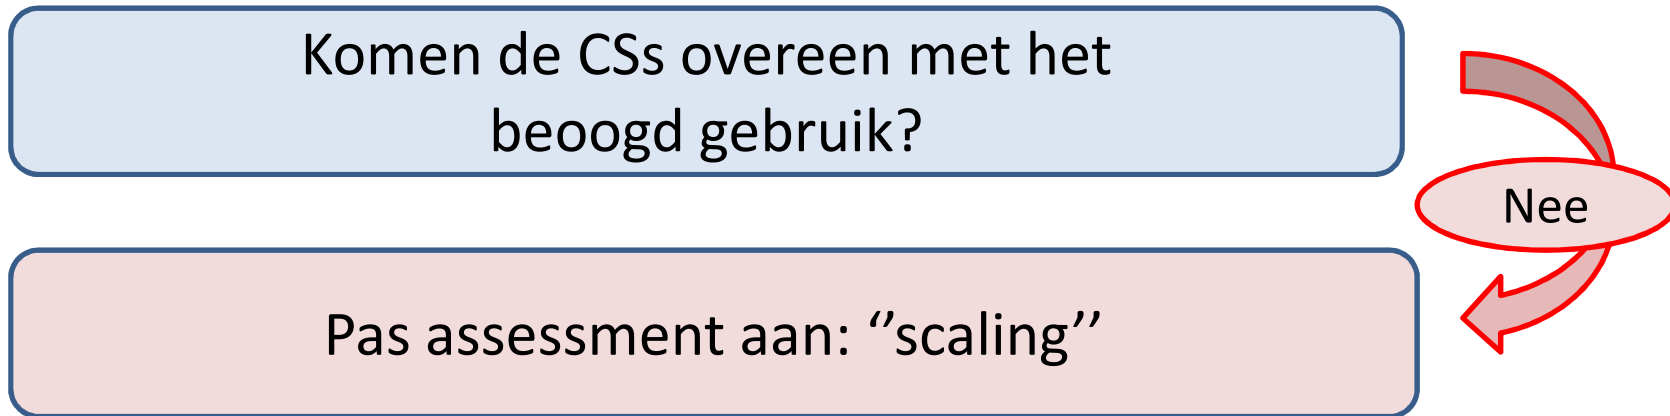 Komen de CSs overeen met het
beoogd gebruik?
Nee
Pas assessment aan: ‘’scaling’’